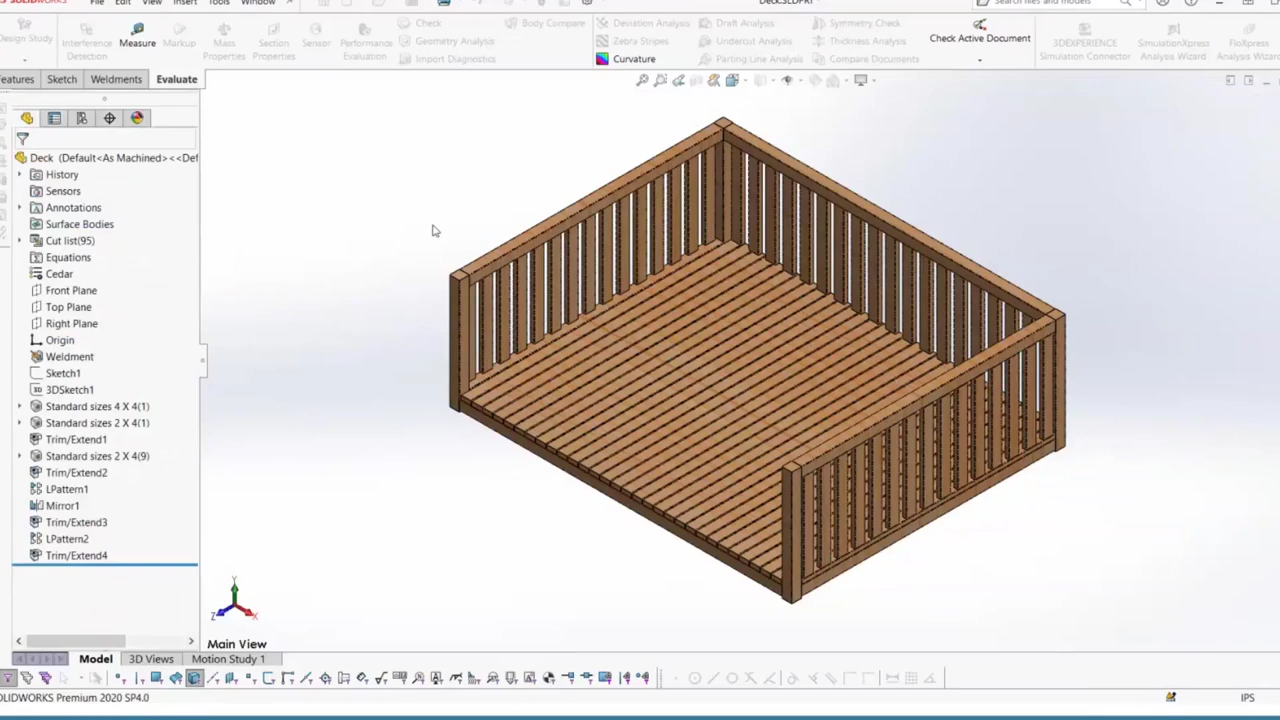 SOLIDWORKS File Edit View Insert Tools Window Deck.SLDPRT Search files and models
Design Study
Interference Detection
Measure
Markup
Mass Properties
Section Properties
Sensor
Performance Evaluation
Check
Geometry Analysis
Import Diagnostics
Body Compare
Deviation Analysis
Zebra Stripes
Curvature
Draft Analysis
Undercut Analysis
Parting Line Analysis
Symmetry Check
Thickness Analysis
Compare Documents
Check Active Document
3DEXPERIENCE Simulation Connector
SimulationXpress Analysis Wizard
FloXpress Analysis Wizard
eatures Sketch Weldments Evaluate
Deck (Default<As Machined><<Def
History
Sensors
Annotations
Surface Bodies
Cut list(95)
Equations
Cedar
Front Plane
Top Plane
Right Plane
Origin
Weldment
Sketch1
3D 3DSketch1
Standard sizes 4 X 4(1)
Standard sizes 2 X 4(1)
Trim/Extend1
Standard sizes 2 X 4(9)
Trim/Extend2
LPattern1
Mirror1
Trim/Extend3
LPattern2
Trim/Extend4
Y
Z X
Main View
Model 3D Views Motion Study 1
OLIDWORKS Premium 2020 SP4.0 IPS